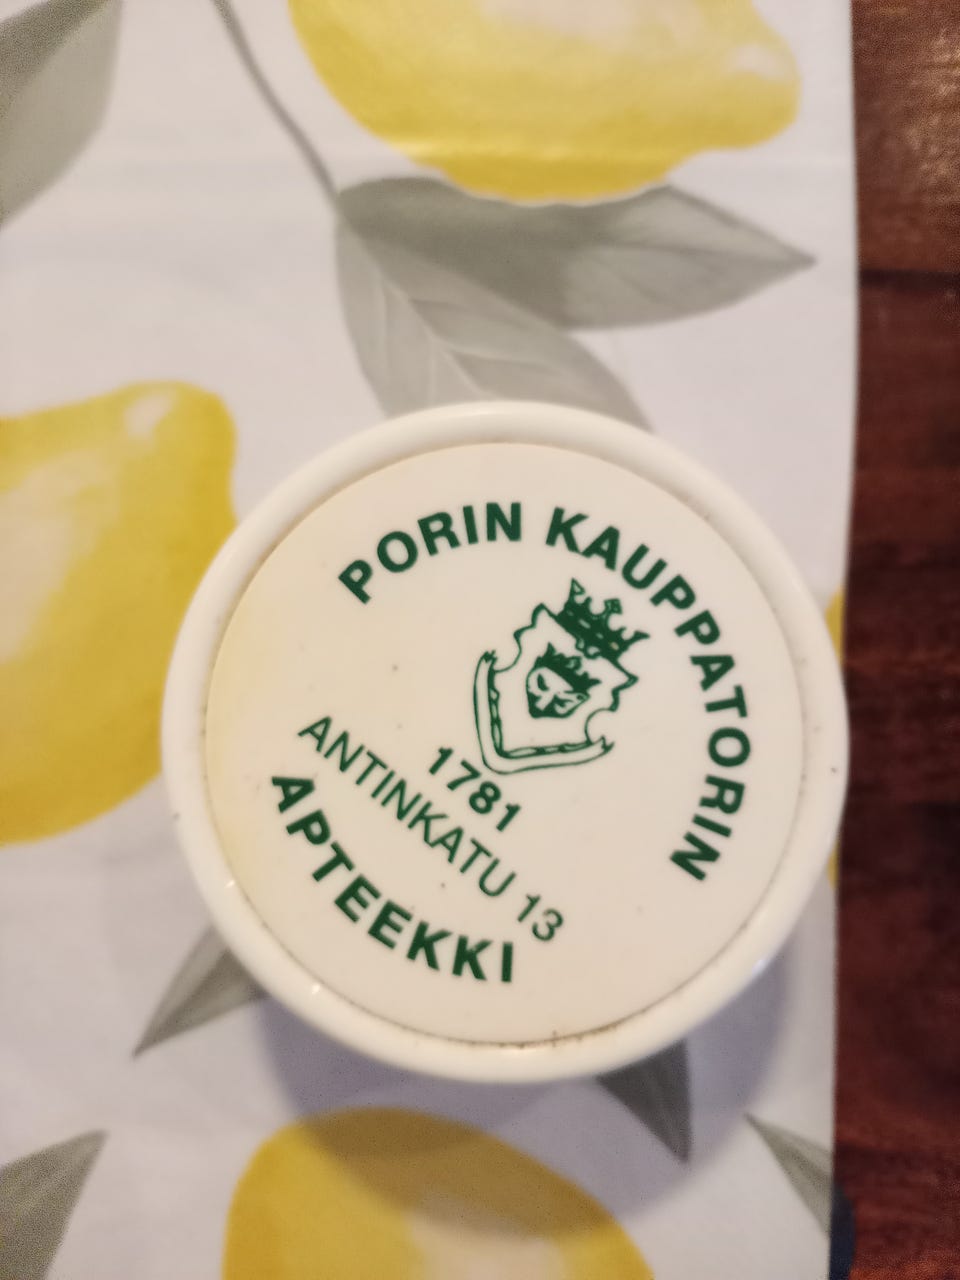 PORIN KAUPPATORIN
1781
ANTINKATU 13
APTEEKKI